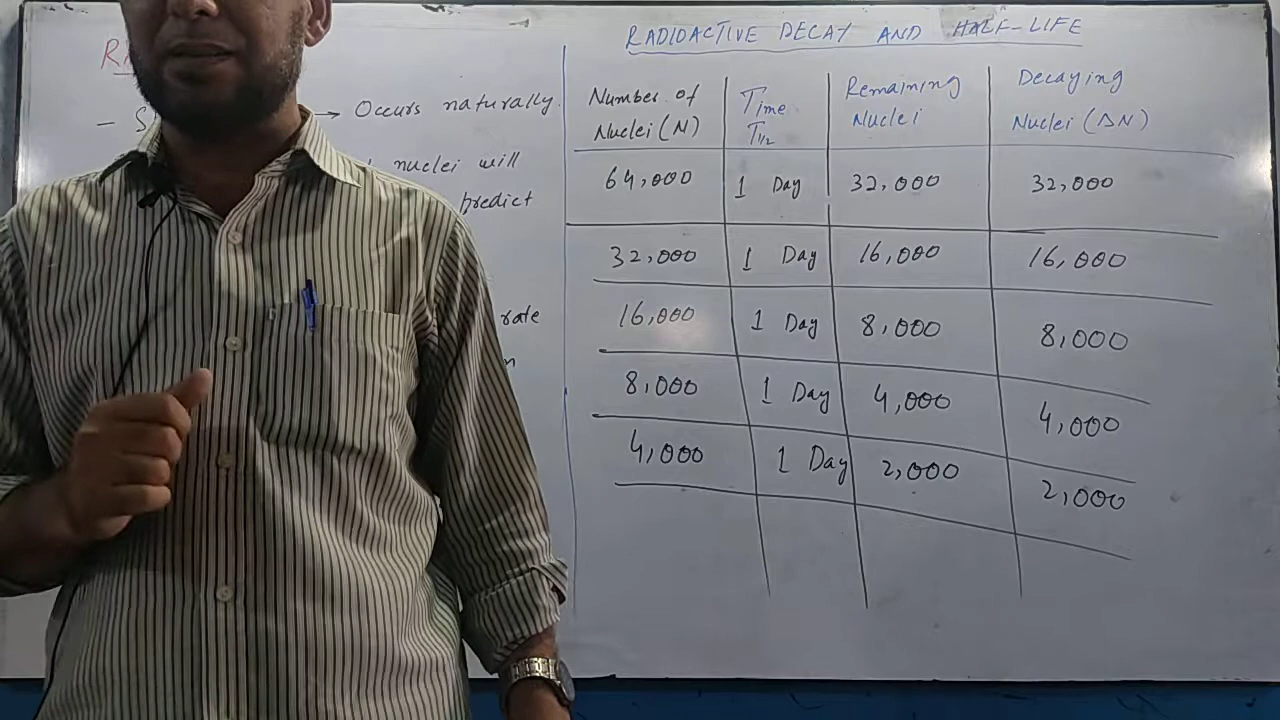 RADIOACTIVE DECAY AND HALF-LIFE
→ Occurs naturally.
nuclei will
predict
rate
Number of Nuclei (N) | Time T½ | Remaining Nuclei | Decaying Nuclei (ΔN)
64,000 | 1 Day | 32,000 | 32,000
32,000 | 1 Day | 16,000 | 16,000
16,000 | 1 Day | 8,000 | 8,000
8,000 | 1 Day | 4,000 | 4,000
4,000 | 1 Day | 2,000 | 2,000